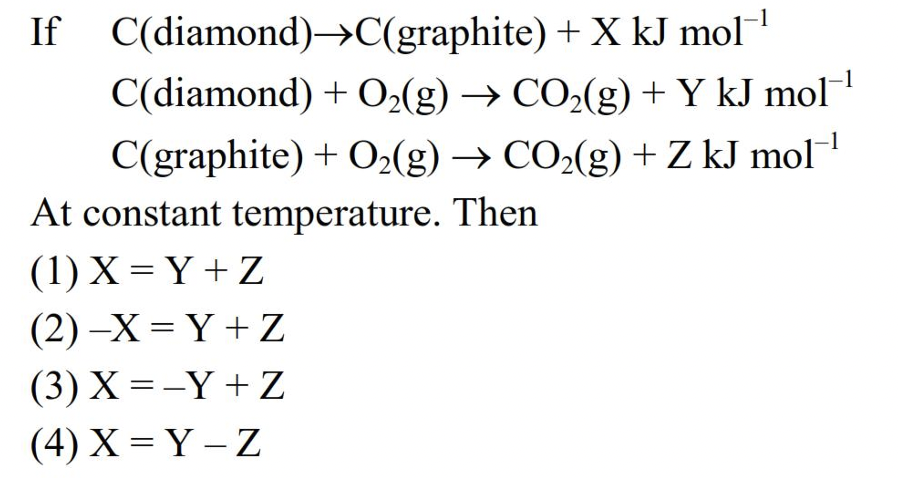 If C(diamond)→C(graphite) + X kJ mol⁻¹
C(diamond) + O₂(g) → CO₂(g) + Y kJ mol⁻¹
C(graphite) + O₂(g) → CO₂(g) + Z kJ mol⁻¹
At constant temperature. Then
(1) X = Y + Z
(2) –X = Y + Z
(3) X = –Y + Z
(4) X = Y – Z